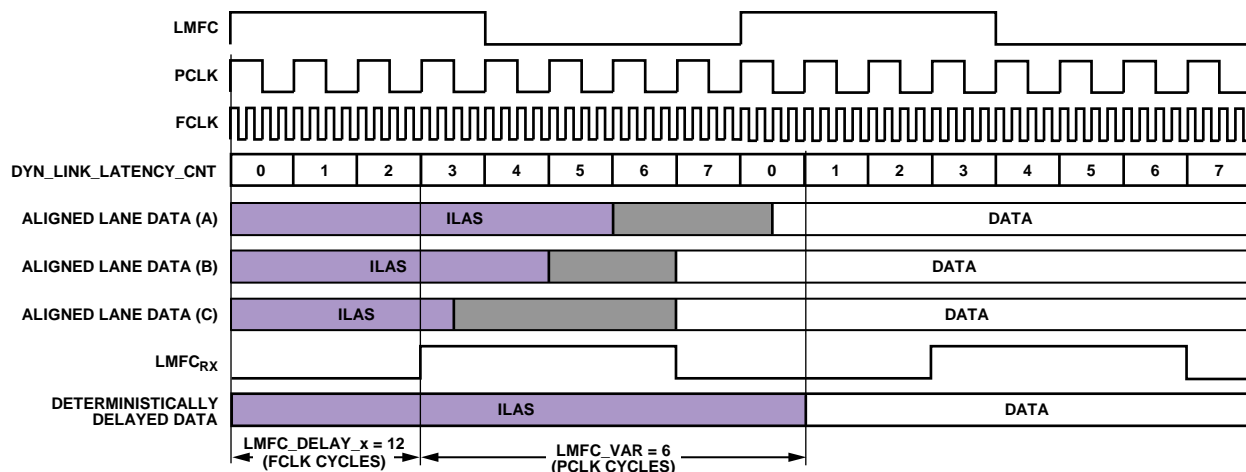 LMFC
PCLK
FCLK
DYN_LINK_LATENCY_CNT 0 1 2 3 4 5 6 7 0 1 2 3 4 5 6 7
ALIGNED LANE DATA (A) ILAS DATA
ALIGNED LANE DATA (B) ILAS DATA
ALIGNED LANE DATA (C) ILAS DATA
LMFCRX
DETERMINISTICALLY
DELAYED DATA ILAS DATA
LMFC_DELAY_x = 12
(FCLK CYCLES)
LMFC_VAR = 6
(PCLK CYCLES)